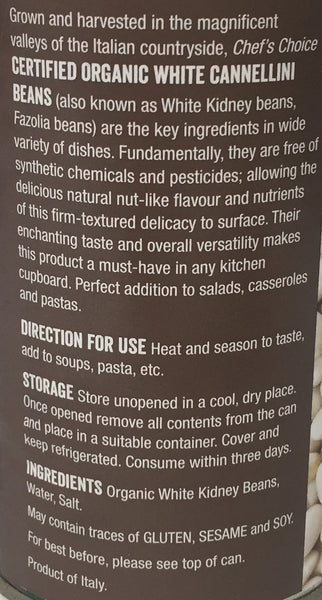 Grown and harvested in the magnificent
valleys of the Italian countryside, Chef's Choice
CERTIFIED ORGANIC WHITE CANNELLINI
BEANS (also known as White Kidney beans,
Fazolia beans) are the key ingredients in wide
variety of dishes. Fundamentally, they are free of
synthetic chemicals and pesticides; allowing the
delicious natural nut-like flavour and nutrients
of this firm-textured delicacy to surface. Their
enchanting taste and overall versatility makes
this product a must-have in any kitchen
cupboard. Perfect addition to salads, casseroles
and pastas.
DIRECTION FOR USE Heat and season to taste,
add to soups, pasta, etc.
STORAGE Store unopened in a cool, dry place.
Once opened remove all contents from the can
and place in a suitable container. Cover and
keep refrigerated. Consume within three days.
INGREDIENTS Organic White Kidney Beans,
Water, Salt.
May contain traces of GLUTEN, SESAME and SOY.
For best before, please see top of can.
Product of Italy.